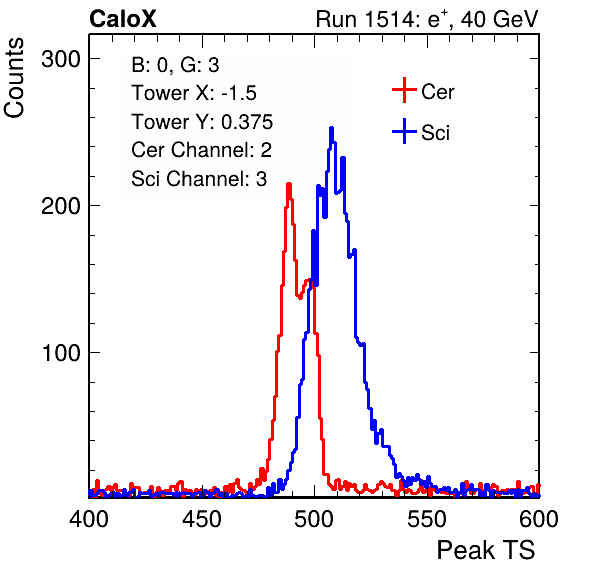 CaloX Run 1514: e⁺, 40 GeV
Counts
B: 0, G: 3
Tower X: -1.5
Tower Y: 0.375
Cer Channel: 2
Sci Channel: 3
Cer
Sci
300
200
100
400 450 500 550 600
Peak TS